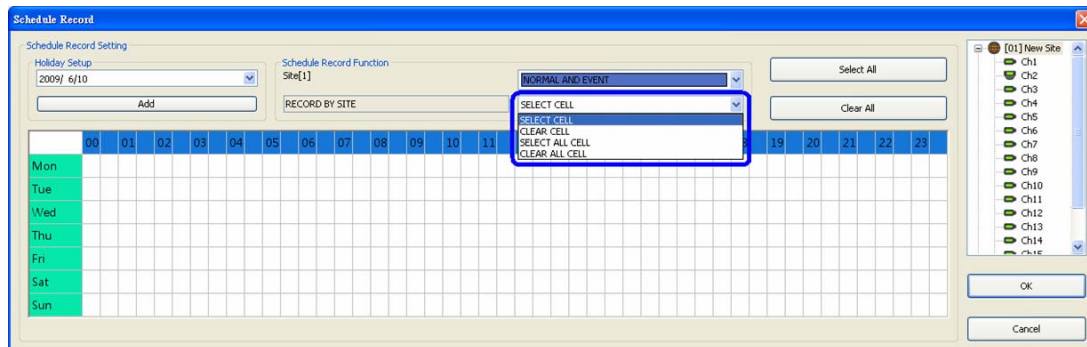 Schedule Record
Schedule Record Setting
Holiday Setup
2009/ 6/10
Add
Schedule Record Function
Site[1]
NORMAL AND EVENT
RECORD BY SITE
SELECT CELL
SELECT CELL
CLEAR CELL
SELECT ALL CELL
CLEAR ALL CELL
Select All
Clear All
00 01 02 03 04 05 06 07 08 09 10 11 19 20 21 22 23
Mon
Tue
Wed
Thu
Fri
Sat
Sun
[01] New Site
Ch1
Ch2
Ch3
Ch4
Ch5
Ch6
Ch7
Ch8
Ch9
Ch10
Ch11
Ch12
Ch13
Ch14
Ch15
OK
Cancel